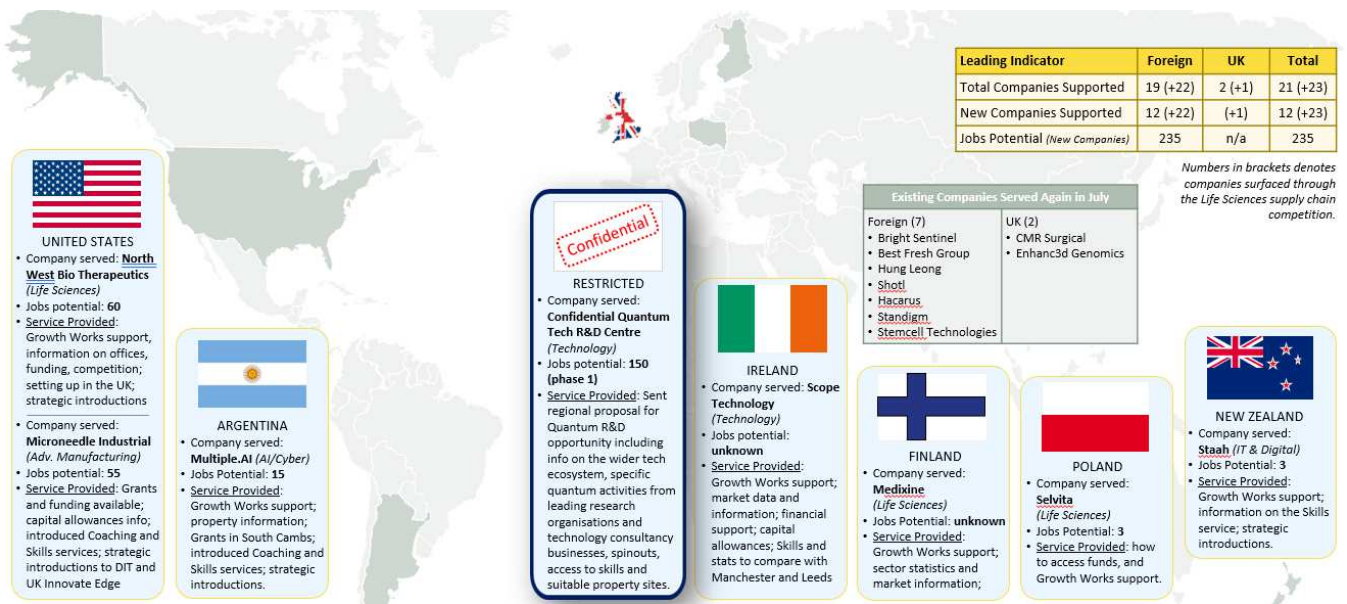 Leading Indicator Foreign UK Total
Total Companies Supported 19 (+22) 2 (+1) 21 (+23)
New Companies Supported 12 (+22) (+1) 12 (+23)
Jobs Potential (New Companies) 235 n/a 235
Numbers in brackets denotes
companies surfaced through
the Life Sciences supply chain
competition.
Existing Companies Served Again in July
Foreign (7)
• Bright Sentinel
• Best Fresh Group
• Hung Leong
• Shotl
• Hacarus
• Standigm
• Stemcell Technologies
UK (2)
• CMR Surgical
• Enhanc3d Genomics
UNITED STATES
• Company served: North
West Bio Therapeutics
(Life Sciences)
• Jobs potential: 60
• Service Provided:
Growth Works support,
information on offices,
funding, competition;
setting up in the UK;
strategic introductions
• Company served:
Microneedle Industrial
(Adv. Manufacturing)
• Jobs potential: 55
• Service Provided: Grants
and funding available;
capital allowances info;
introduced Coaching and
Skills services; strategic
introductions to DIT and
UK Innovate Edge
ARGENTINA
• Company served:
Multiple.AI (AI/Cyber)
• Jobs Potential: 15
• Service Provided:
Growth Works support;
property information;
Grants in South Cambs;
introduced Coaching and
Skills services; strategic
introductions.
Confidential
RESTRICTED
• Company served:
Confidential Quantum
Tech R&D Centre
(Technology)
• Jobs potential: 150
(phase 1)
• Service Provided: Sent
regional proposal for
Quantum R&D
opportunity including
info on the wider tech
ecosystem, specific
quantum activities from
leading research
organisations and
technology consultancy
businesses, spinouts,
access to skills and
suitable property sites.
IRELAND
• Company served: Scope
Technology
(Technology)
• Jobs potential:
unknown
• Service Provided:
Growth Works support;
market data and
information; financial
support; capital
allowances; Skills and
stats to compare with
Manchester and Leeds
FINLAND
• Company served:
Medixine
(Life Sciences)
• Jobs Potential: unknown
• Service Provided:
Growth Works support;
sector statistics and
market information;
POLAND
• Company served:
Selvita
(Life Sciences)
• Jobs Potential: 3
• Service Provided: how
to access funds, and
Growth Works support.
NEW ZEALAND
• Company served:
Staah (IT & Digital)
• Jobs Potential: 3
• Service Provided:
Growth Works support;
information on the Skills
service; strategic
introductions.